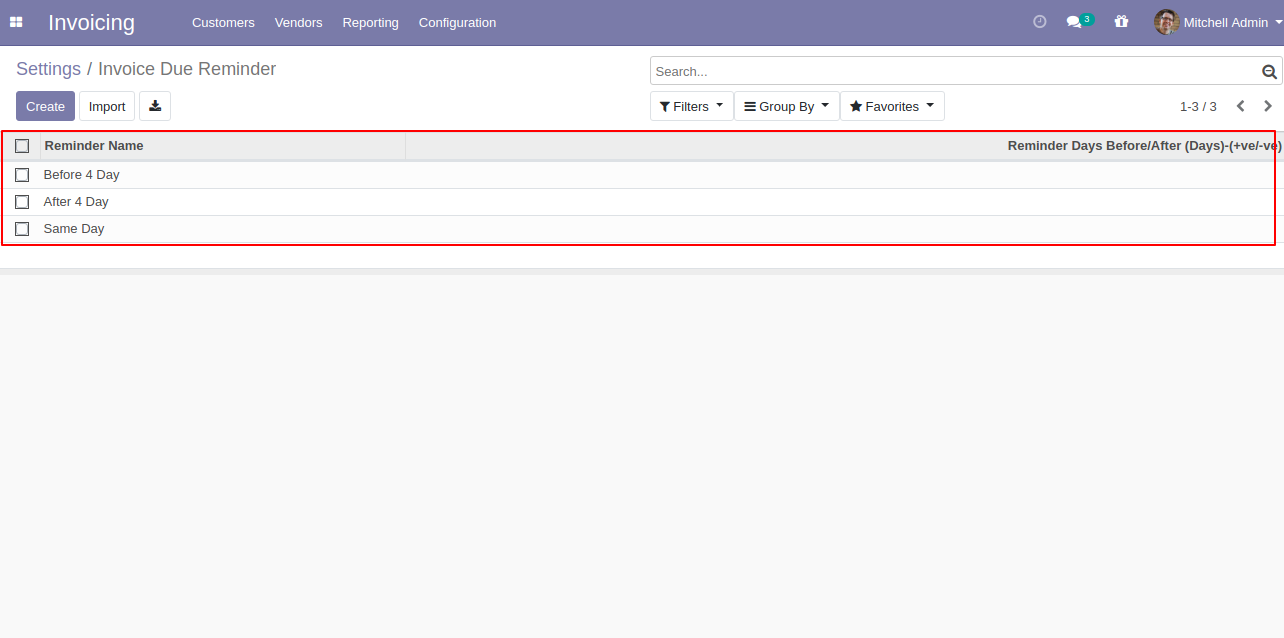 Invoicing Customers Vendors Reporting Configuration 3 Mitchell Admin
Settings / Invoice Due Reminder
Search...
Create Import Filters Group By Favorites 1-3 / 3
Reminder Name Reminder Days Before/After (Days)-(+ve/-ve)
Before 4 Day
After 4 Day
Same Day